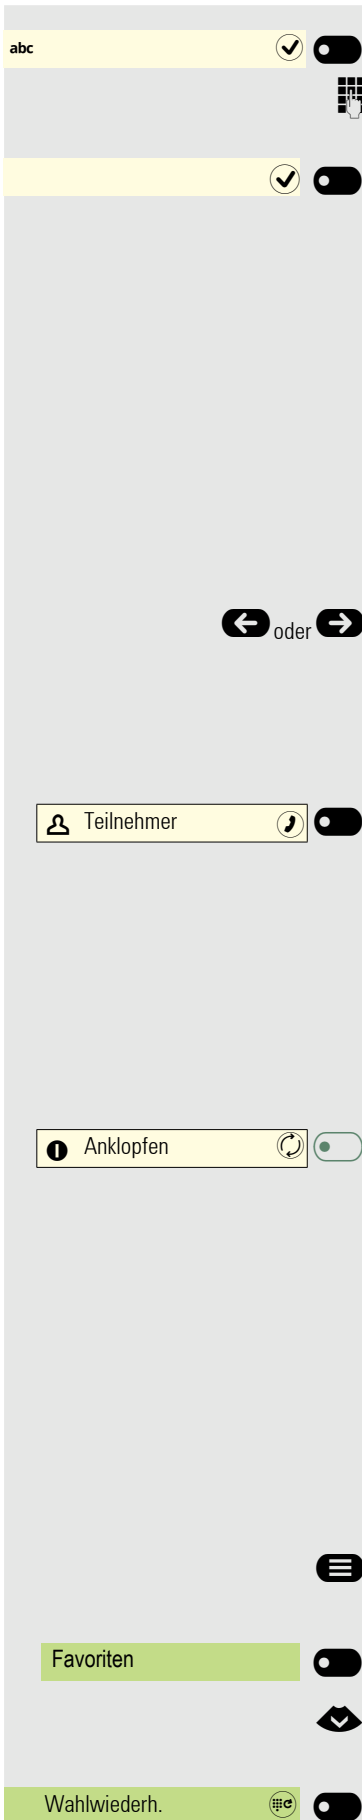 abc
oder
Teilnehmer
Anklopfen
Favoriten
Wahlwiederh.